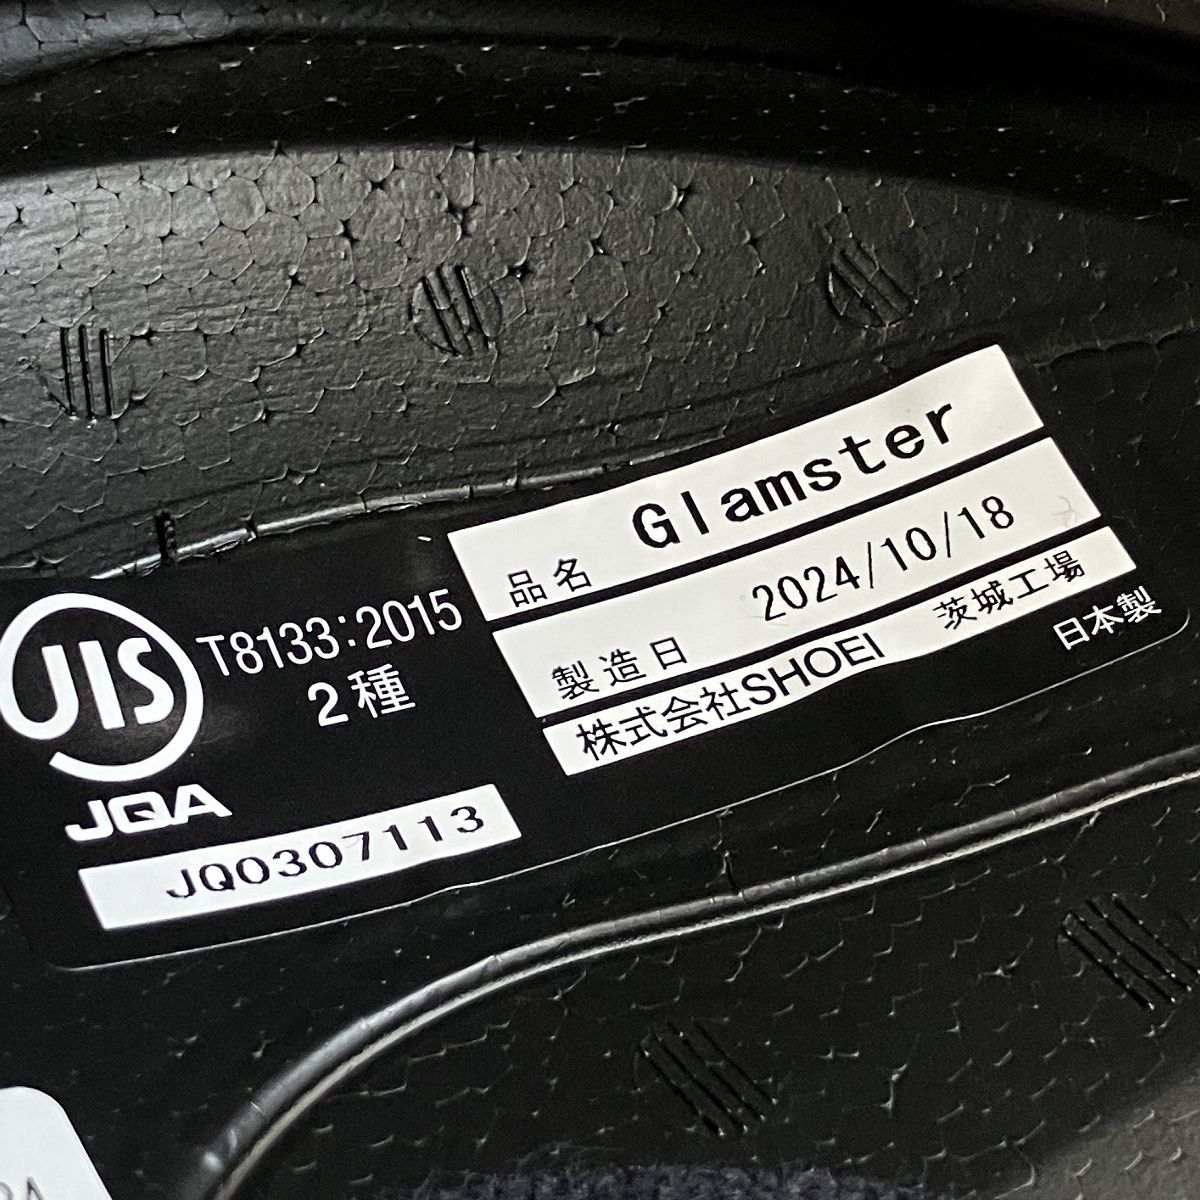 品名 Glamster
製造日 2024/10/18
株式会社SHOEI 茨城工場
日本製
JIS T8133:2015
2種
JQA
JQ0307113